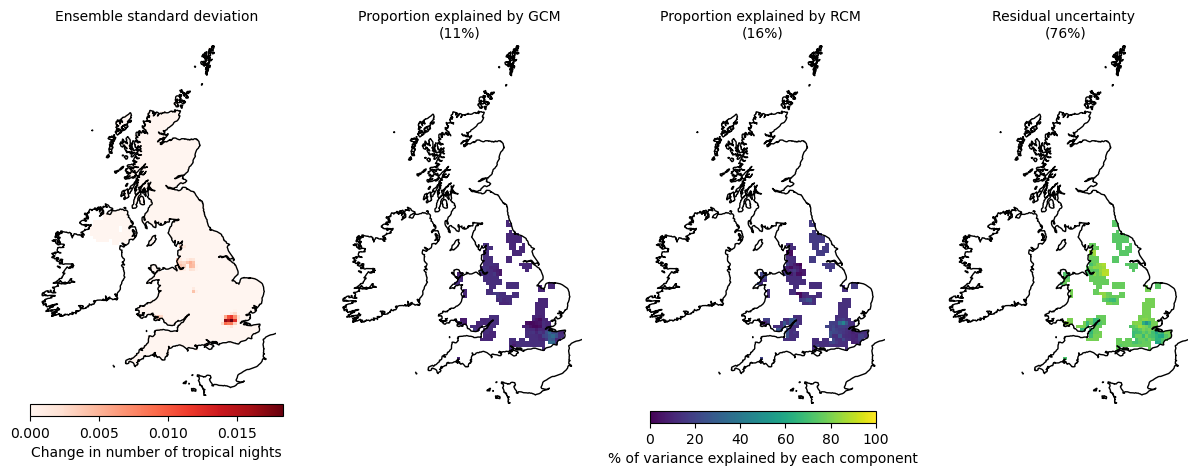 Ensemble standard deviation
Proportion explained by GCM
(11%)
Proportion explained by RCM
(16%)
Residual uncertainty
(76%)
0.000 0.005 0.010 0.015
Change in number of tropical nights
0 20 40 60 80 100
% of variance explained by each component